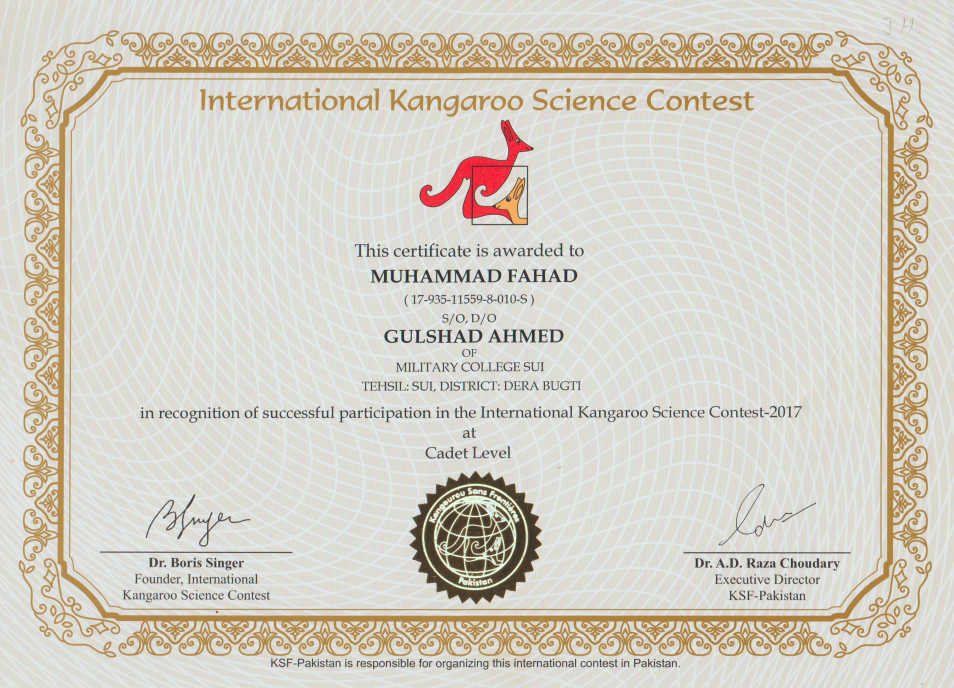 J4
International Kangaroo Science Contest
This certificate is awarded to
MUHAMMAD FAHAD
( 17-935-11559-8-010-S )
S/O, D/O
GULSHAD AHMED
OF
MILITARY COLLEGE SUI
TEHSIL: SUI, DISTRICT: DERA BUGTI
in recognition of successful participation in the International Kangaroo Science Contest-2017
at
Cadet Level
Kangourou Sans Frontières
Pakistan
BSinger
Dr. Boris Singer
Founder, International
Kangaroo Science Contest
Dr. A.D. Raza Choudary
Executive Director
KSF-Pakistan
KSF-Pakistan is responsible for organizing this international contest in Pakistan.